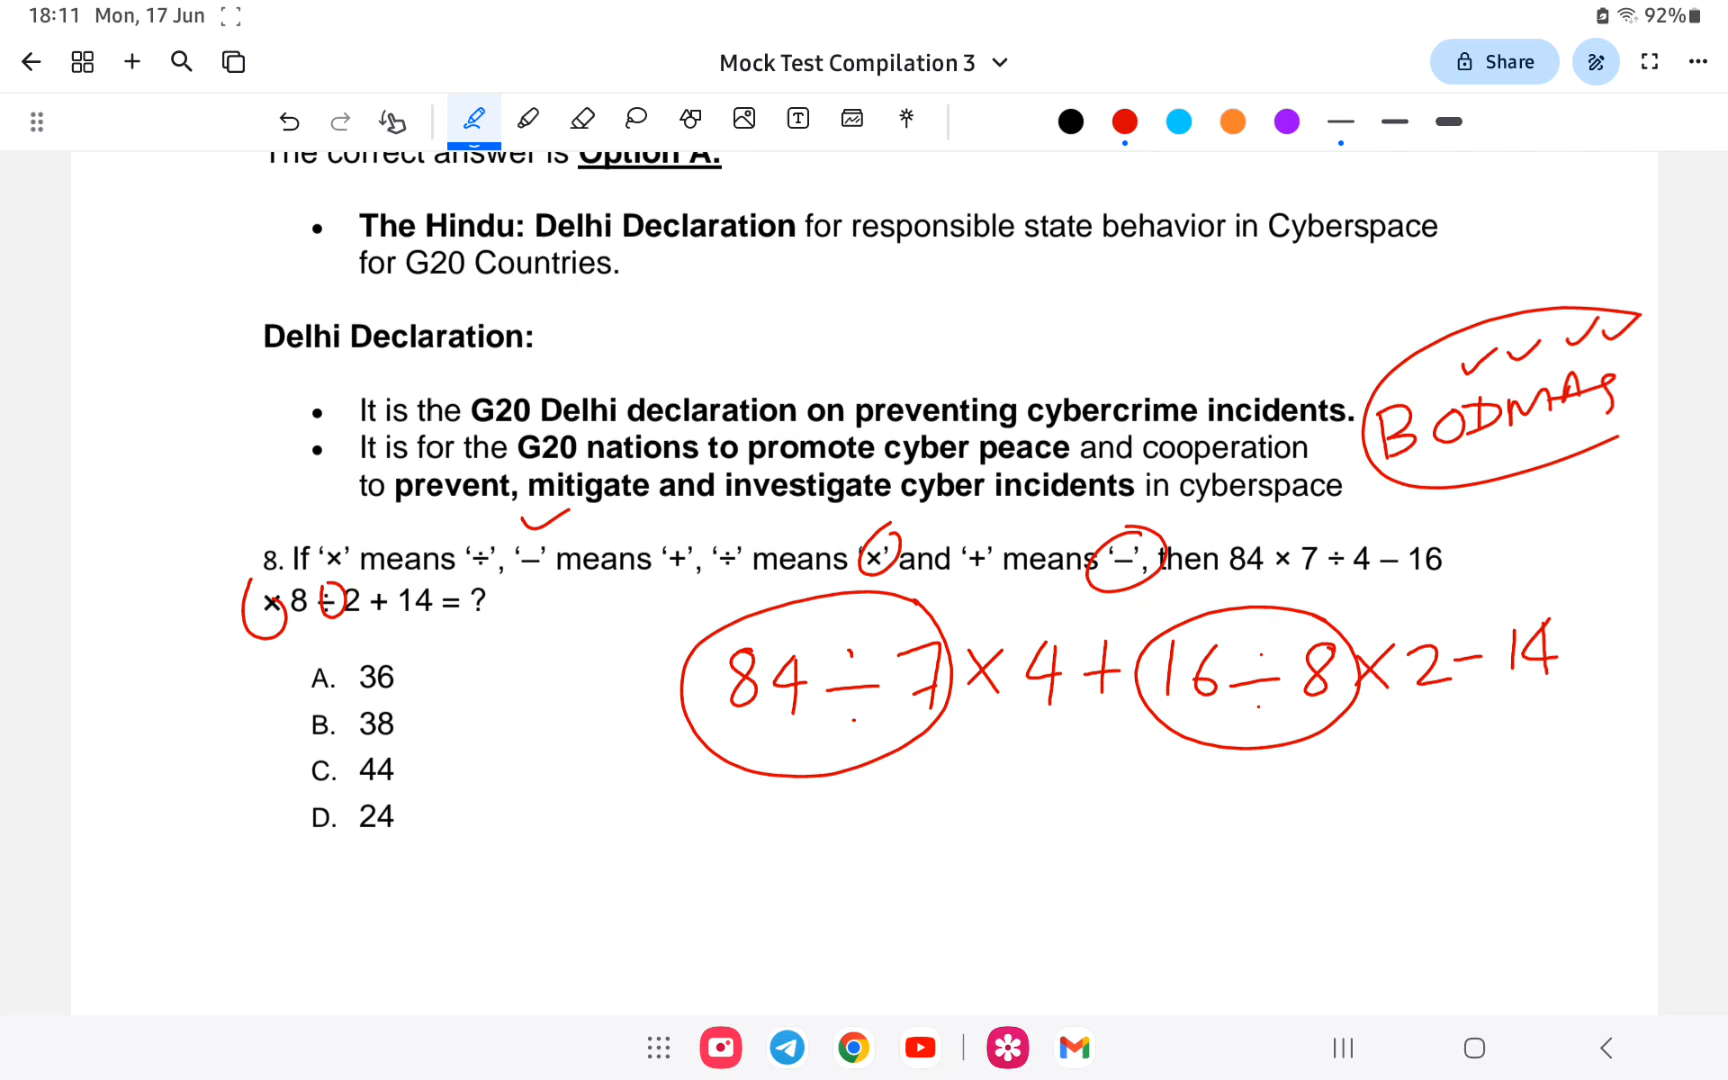 18:11 Mon, 17 Jun
92%
Mock Test Compilation 3
Share
The correct answer is Option A.
• The Hindu: Delhi Declaration for responsible state behavior in Cyberspace
for G20 Countries.
Delhi Declaration:
• It is the G20 Delhi declaration on preventing cybercrime incidents.
• It is for the G20 nations to promote cyber peace and cooperation
to prevent, mitigate and investigate cyber incidents in cyberspace
BODMAS
8. If ‘×’ means ‘÷’, ‘–’ means ‘+’, ‘÷’ means ‘×’ and ‘+’ means ‘–’, then 84 × 7 ÷ 4 – 16
× 8 ÷ 2 + 14 = ?
84 ÷ 7 × 4 + 16 ÷ 8 × 2 - 14
A. 36
B. 38
C. 44
D. 24